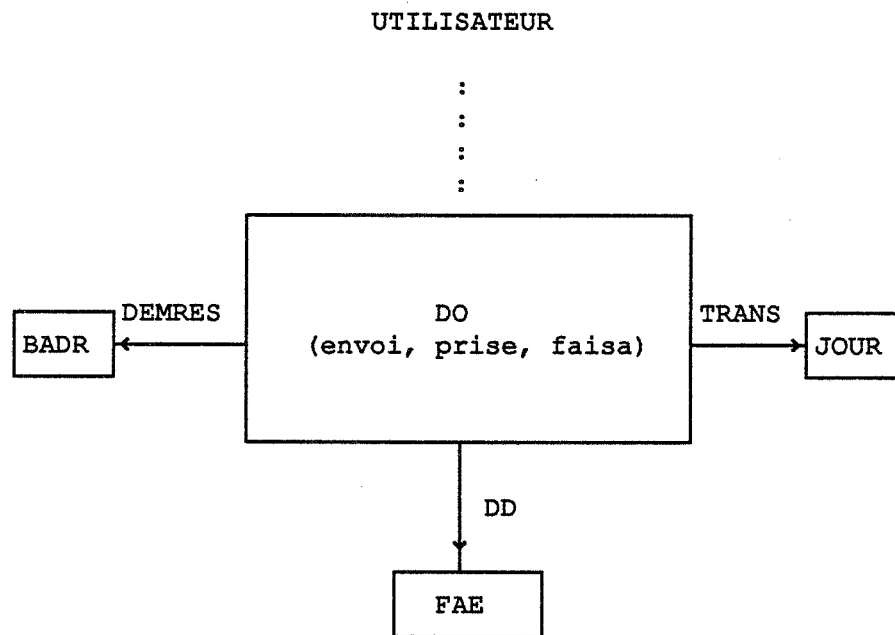 UTILISATEUR
:
:
:
:
DEMRES
DO
TRANS
BADR
(envoi, prise, faisa)
JOUR
DD
FAE